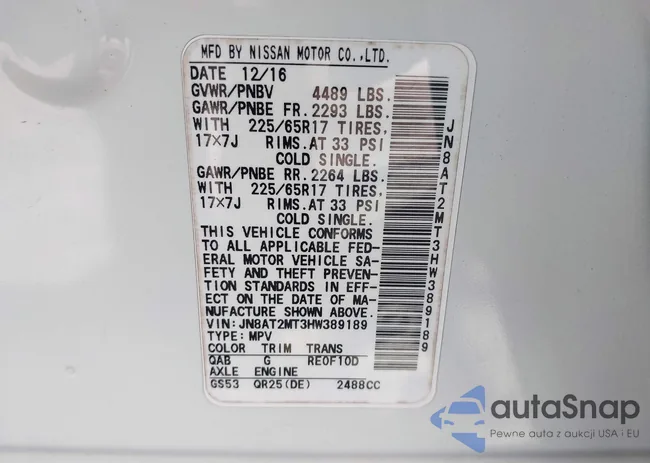 MFD BY NISSAN MOTOR CO.,LTD.
DATE 12/16
GVWR/PNBV 4489 LBS.
GAWR/PNBE FR. 2293 LBS.
WITH 225/65R17 TIRES,
17×7J RIMS.AT 33 PSI
COLD SINGLE.
GAWR/PNBE RR. 2264 LBS.
WITH 225/65R17 TIRES,
17×7J RIMS.AT 33 PSI
COLD SINGLE.
THIS VEHICLE CONFORMS
TO ALL APPLICABLE FED-
ERAL MOTOR VEHICLE SA-
FETY AND THEFT PREVEN-
TION STANDARDS IN EFF-
ECT ON THE DATE OF MA-
NUFACTURE SHOWN ABOVE.
VIN:JN8AT2MT3HW389189
TYPE: MPV
COLOR TRIM TRANS
QAB G RE0F10D
AXLE ENGINE
GS53 QR25(DE) 2488CC
JN8AT2MT3HW389189
autaSnap
Pewne auta z aukcji USA i EU